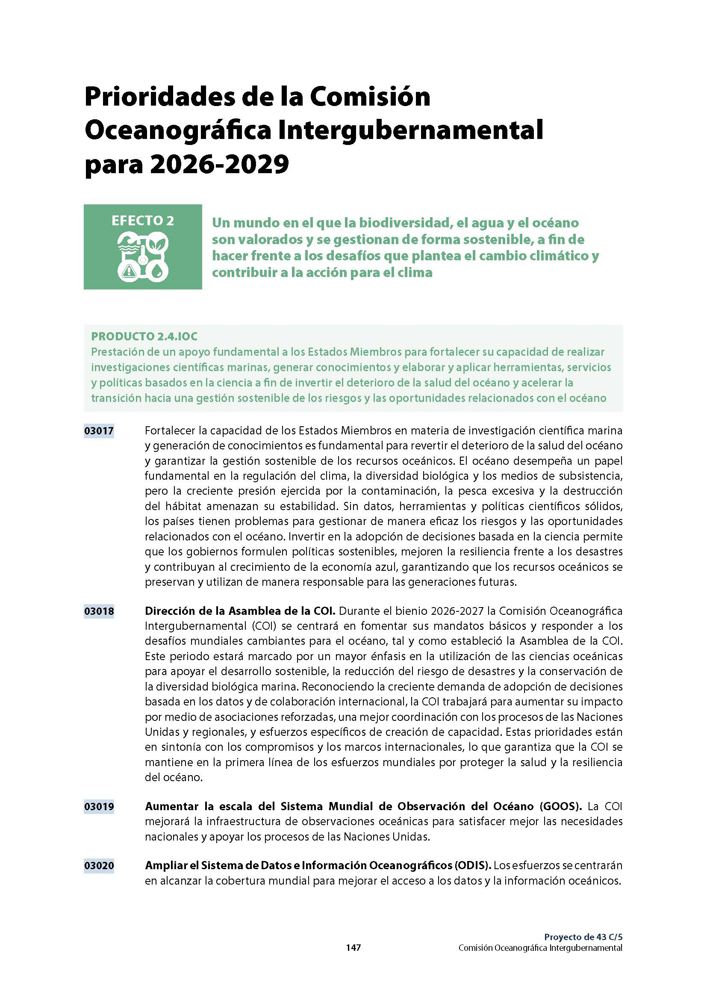 Prioridades de la Comisión
Oceanográfica Intergubernamental
para 2026-2029
EFECTO 2
Un mundo en el que la biodiversidad, el agua y el océano
son valorados y se gestionan de forma sostenible, a fin de
hacer frente a los desafíos que plantea el cambio climático y
contribuir a la acción para el clima
PRODUCTO 2.4.IOC
Prestación de un apoyo fundamental a los Estados Miembros para fortalecer su capacidad de realizar
investigaciones científicas marinas, generar conocimientos y elaborar y aplicar herramientas, servicios
y políticas basados en la ciencia a fin de invertir el deterioro de la salud del océano y acelerar la
transición hacia una gestión sostenible de los riesgos y las oportunidades relacionados con el océano
03017 Fortalecer la capacidad de los Estados Miembros en materia de investigación científica marina
y generación de conocimientos es fundamental para revertir el deterioro de la salud del océano
y garantizar la gestión sostenible de los recursos oceánicos. El océano desempeña un papel
fundamental en la regulación del clima, la diversidad biológica y los medios de subsistencia,
pero la creciente presión ejercida por la contaminación, la pesca excesiva y la destrucción
del hábitat amenazan su estabilidad. Sin datos, herramientas y políticas científicos sólidos,
los países tienen problemas para gestionar de manera eficaz los riesgos y las oportunidades
relacionados con el océano. Invertir en la adopción de decisiones basada en la ciencia permite
que los gobiernos formulen políticas sostenibles, mejoren la resiliencia frente a los desastres
y contribuyan al crecimiento de la economía azul, garantizando que los recursos oceánicos se
preservan y utilizan de manera responsable para las generaciones futuras.
03018 Dirección de la Asamblea de la COI. Durante el bienio 2026-2027 la Comisión Oceanográfica
Intergubernamental (COI) se centrará en fomentar sus mandatos básicos y responder a los
desafíos mundiales cambiantes para el océano, tal y como estableció la Asamblea de la COI.
Este periodo estará marcado por un mayor énfasis en la utilización de las ciencias oceánicas
para apoyar el desarrollo sostenible, la reducción del riesgo de desastres y la conservación de
la diversidad biológica marina. Reconociendo la creciente demanda de adopción de decisiones
basada en los datos y de colaboración internacional, la COI trabajará para aumentar su impacto
por medio de asociaciones reforzadas, una mejor coordinación con los procesos de las Naciones
Unidas y regionales, y esfuerzos específicos de creación de capacidad. Estas prioridades están
en sintonía con los compromisos y los marcos internacionales, lo que garantiza que la COI se
mantiene en la primera línea de los esfuerzos mundiales por proteger la salud y la resiliencia
del océano.
03019 Aumentar la escala del Sistema Mundial de Observación del Océano (GOOS). La COI
mejorará la infraestructura de observaciones oceánicas para satisfacer mejor las necesidades
nacionales y apoyar los procesos de las Naciones Unidas.
03020 Ampliar el Sistema de Datos e Información Oceanográficos (ODIS). Los esfuerzos se centrarán
en alcanzar la cobertura mundial para mejorar el acceso a los datos y la información oceánicos.
Proyecto de 43 C/5
147 Comisión Oceanográfica Intergubernamental